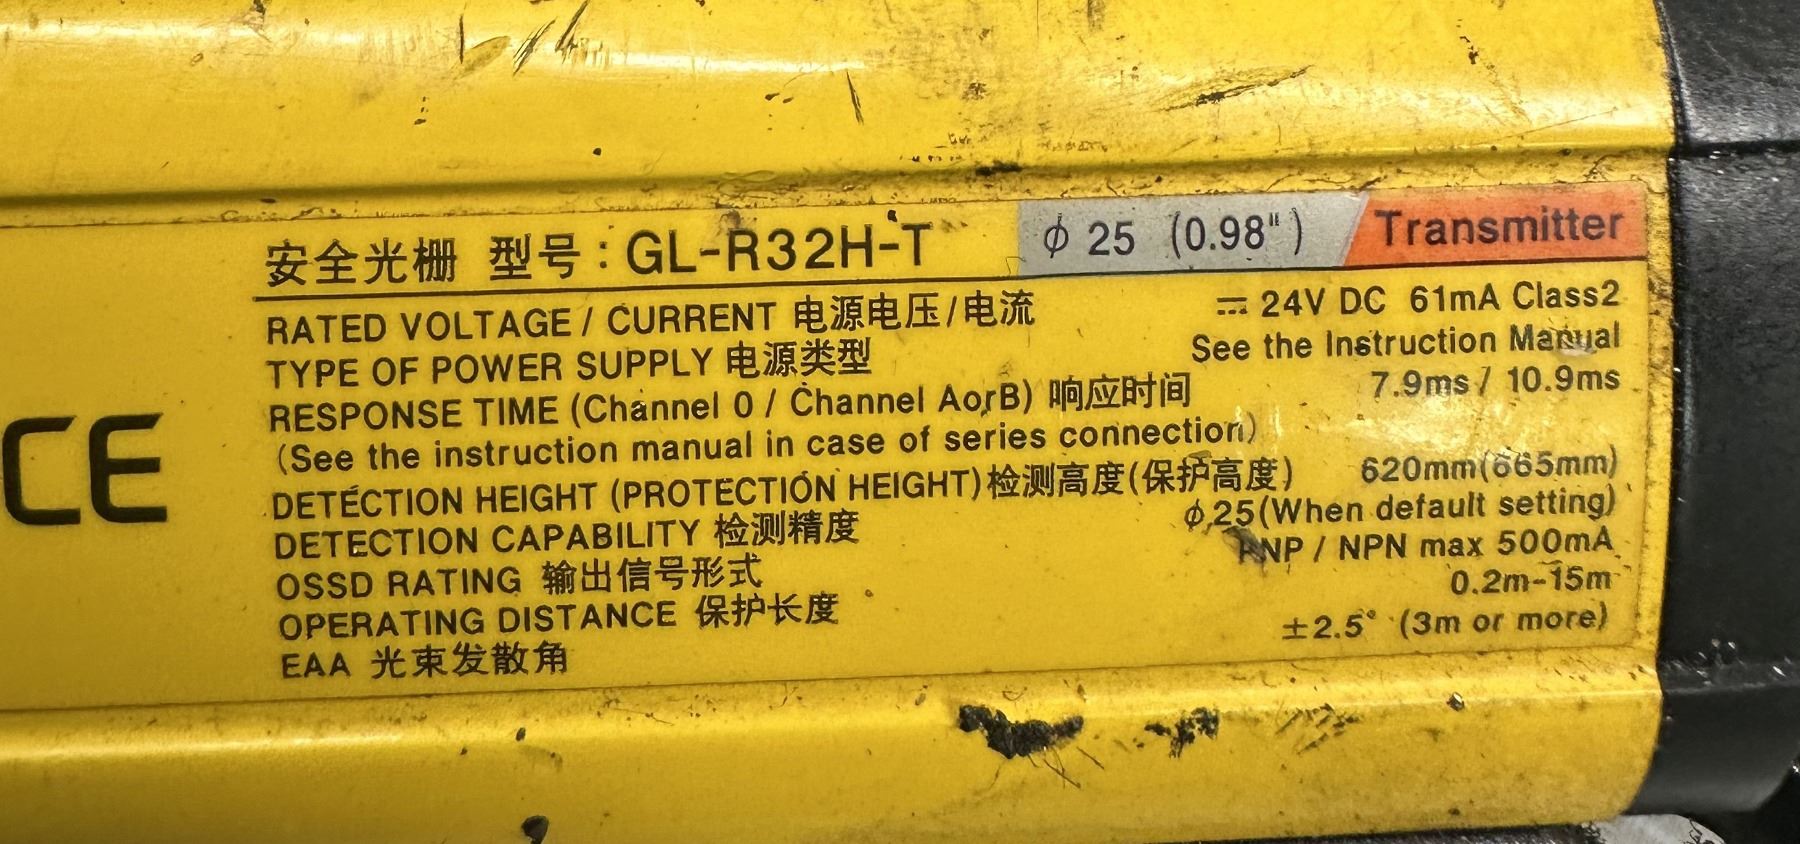 安全光栅 型号：GL-R32H-T ϕ 25 (0.98") Transmitter
RATED VOLTAGE / CURRENT 电源电压/电流 ⎓ 24V DC 61mA Class2
TYPE OF POWER SUPPLY 电源类型 See the Instruction Manual
RESPONSE TIME (Channel 0 / Channel AorB) 响应时间 7.9ms / 10.9ms
(See the instruction manual in case of series connection)
DETECTION HEIGHT (PROTECTION HEIGHT) 检测高度(保护高度) 620mm(665mm)
DETECTION CAPABILITY 检测精度 ϕ 25(When default setting)
OSSD RATING 输出信号形式 PNP / NPN max 500mA
OPERATING DISTANCE 保护长度 0.2m-15m
EAA 光束发散角 ±2.5° (3m or more)
CE